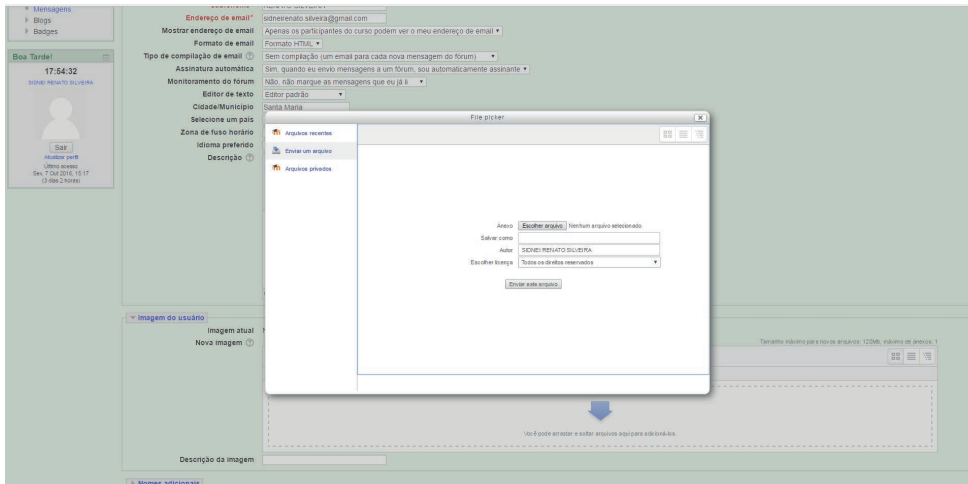 Mensagens
Blogs
Badges
Boa Tarde!
17:54:32
SIDNEI RENATO SILVEIRA
Sair
Atualizar perfil
Último acesso:
Sex, 7 Out 2016, 15:17
(3 dias 2 horas)
Endereço de email* sidneirenato.silveira@gmail.com
Mostrar endereço de email Apenas os participantes do curso podem ver o meu endereço de email
Formato de email Formato HTML
Tipo de compilação de email Sem compilação (um email para cada nova mensagem do fórum)
Assinatura automática Sim, quando eu envio mensagens a um fórum, sou automaticamente assinante
Monitoramento do fórum Não, não marque as mensagens que eu já li
Editor de texto Editor padrão
Cidade/Município Santa Maria
Selecione um país
Zona de fuso horário
Idioma preferido
Descrição
File picker
Arquivos recentes
Enviar um arquivo
Arquivos privados
Anexo Escolher arquivo Nenhum arquivo selecionado
Salvar como
Autor SIDNEI RENATO SILVEIRA
Escolher licença Todos os direitos reservados
Enviar este arquivo
Imagem do usuário
Imagem atual
Nova imagem
Tamanho máximo para novos arquivos: 120Mb, máximo de anexos: 1
Você pode arrastar e soltar arquivos aqui para adicioná-los.
Descrição da imagem
Nomes adicionais